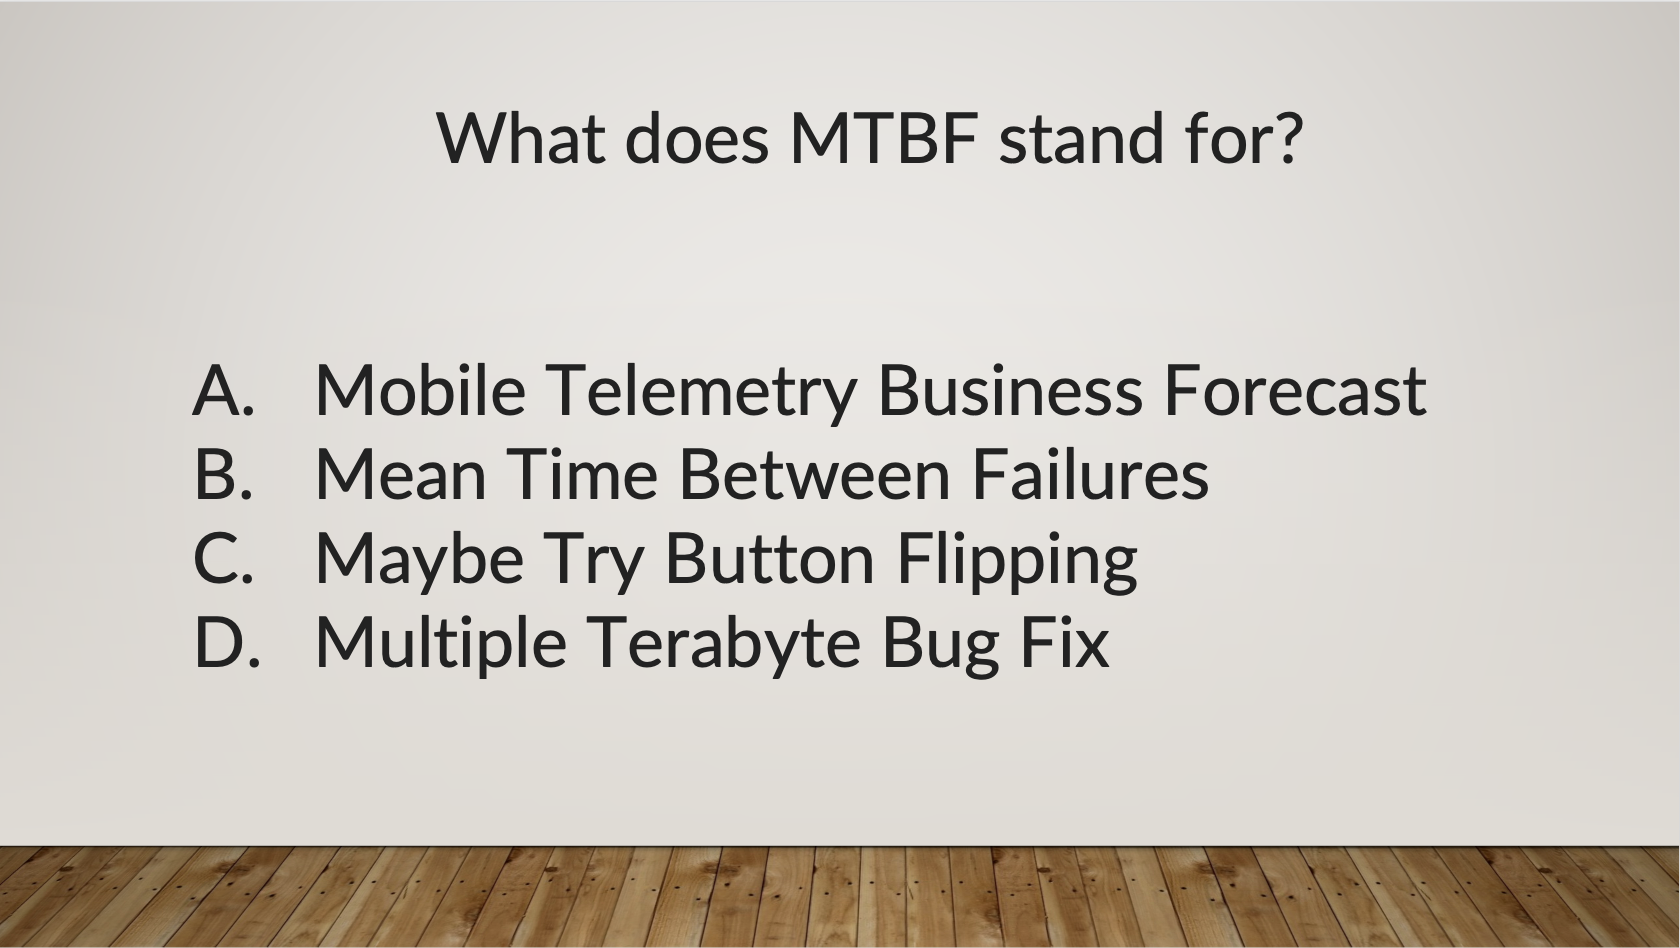 What does MTBF stand for?
A. Mobile Telemetry Business Forecast
B. Mean Time Between Failures
C. Maybe Try Button Flipping
D. Multiple Terabyte Bug Fix